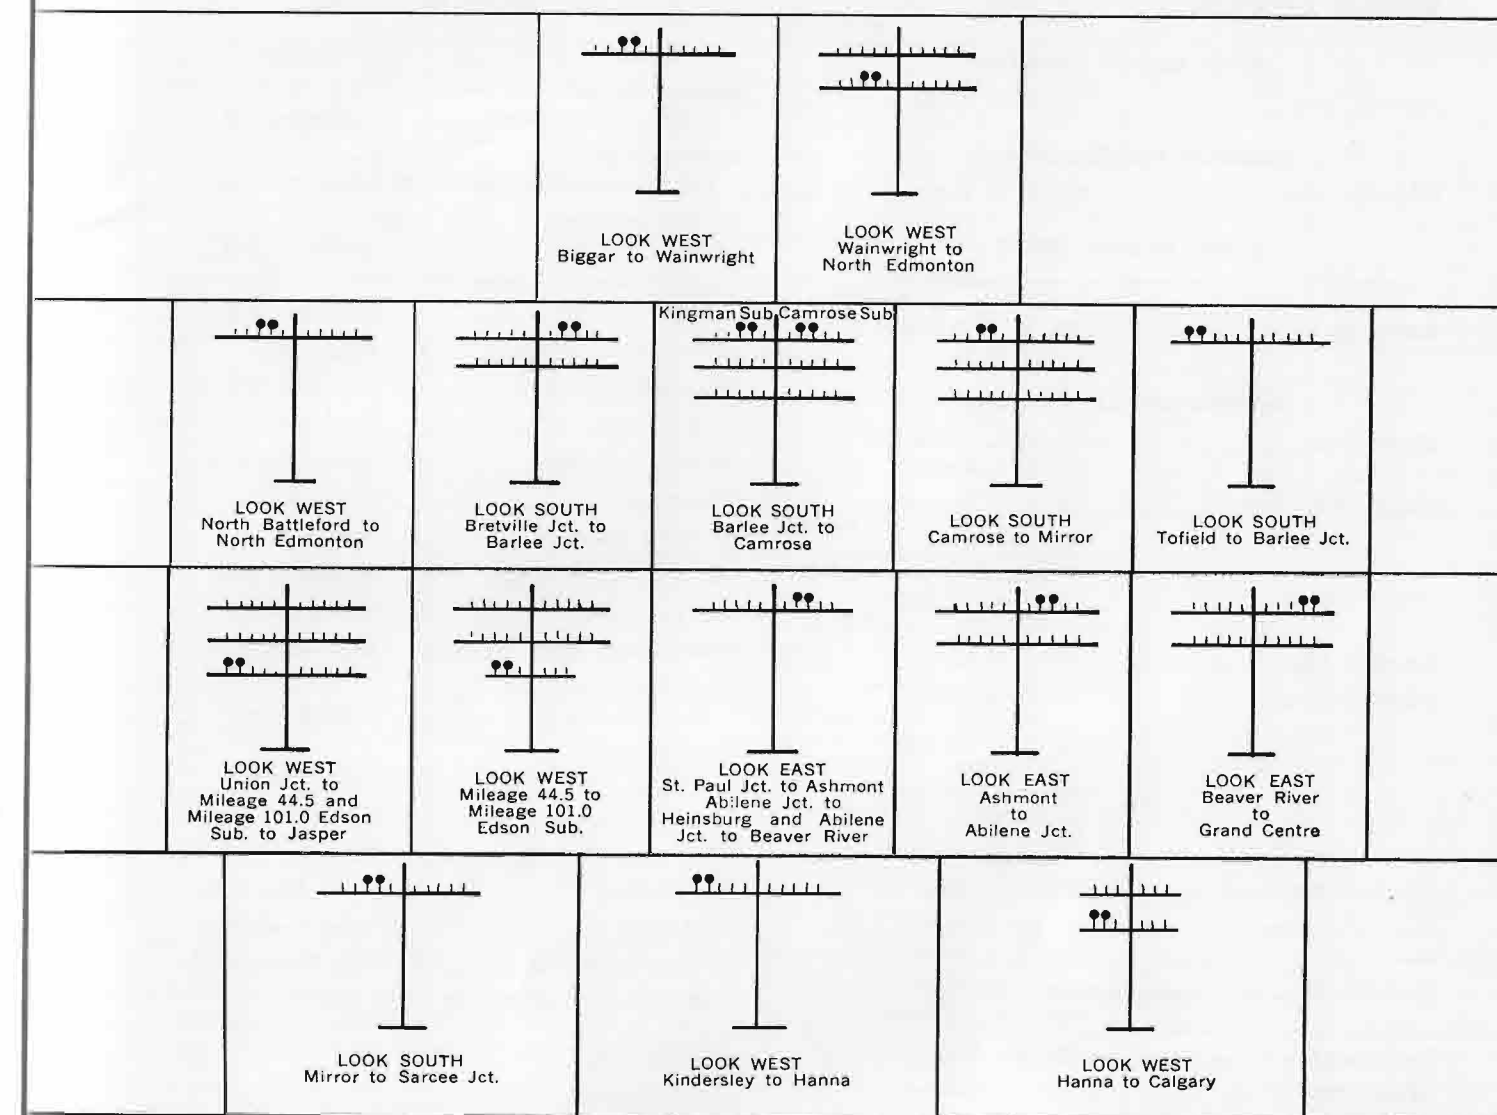 LOOK WEST
Biggar to Wainwright
LOOK WEST
Wainwright to
North Edmonton
LOOK WEST
North Battleford to
North Edmonton
LOOK SOUTH
Bretville Jct. to
Barlee Jct.
Kingman Sub Camrose Sub
LOOK SOUTH
Barlee Jct. to
Camrose
LOOK SOUTH
Camrose to Mirror
LOOK SOUTH
Tofield to Barlee Jct.
LOOK WEST
Union Jct. to
Mileage 44.5 and
Mileage 101.0 Edson
Sub. to Jasper
LOOK WEST
Mileage 44.5 to
Mileage 101.0
Edson Sub.
LOOK EAST
St. Paul Jct. to Ashmont
Abilene Jct. to
Heinsburg and Abilene
Jct. to Beaver River
LOOK EAST
Ashmont
to
Abilene Jct.
LOOK EAST
Beaver River
to
Grand Centre
LOOK SOUTH
Mirror to Sarcee Jct.
LOOK WEST
Kindersley to Hanna
LOOK WEST
Hanna to Calgary